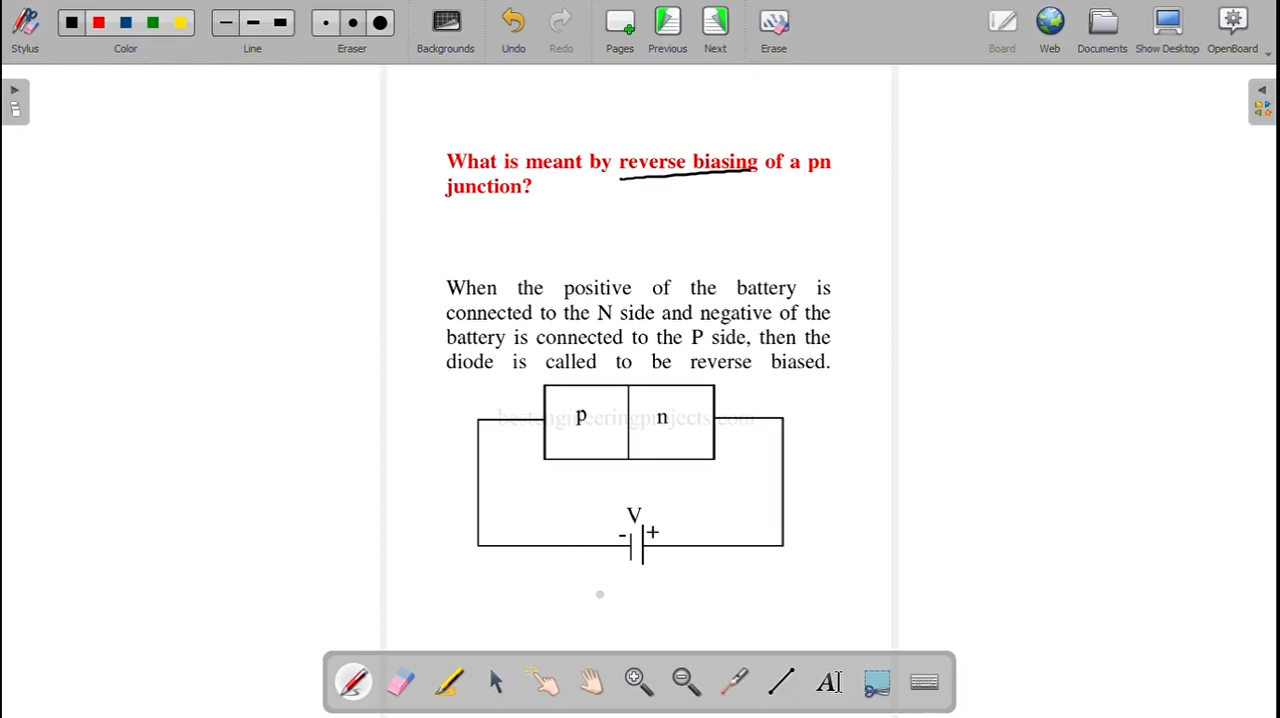 Stylus Color Line Eraser Backgrounds Undo Redo Pages Previous Next Erase Board Web Documents Show Desktop OpenBoard
What is meant by reverse biasing of a pn
junction?
When the positive of the battery is
connected to the N side and negative of the
battery is connected to the P side, then the
diode is called to be reverse biased.
bestengineeringprojects.com
p n
V
- +
A